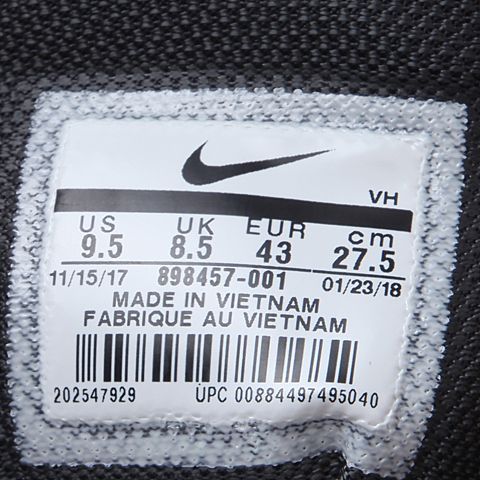 VH
US UK EUR cm
9.5 8.5 43 27.5
11/15/17 898457-001 01/23/18
MADE IN VIETNAM
FABRIQUE AU VIETNAM
202547929 UPC 00884497495040